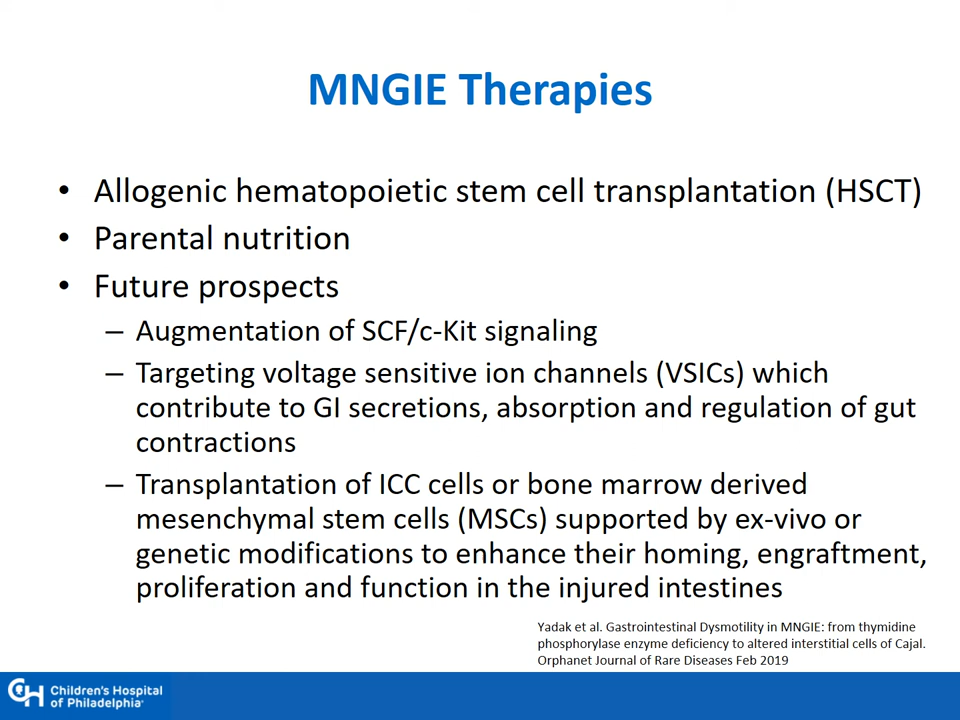 MNGIE Therapies
• Allogenic hematopoietic stem cell transplantation (HSCT)
• Parental nutrition
• Future prospects
– Augmentation of SCF/c-Kit signaling
– Targeting voltage sensitive ion channels (VSICs) which
contribute to GI secretions, absorption and regulation of gut
contractions
– Transplantation of ICC cells or bone marrow derived
mesenchymal stem cells (MSCs) supported by ex-vivo or
genetic modifications to enhance their homing, engraftment,
proliferation and function in the injured intestines
Yadak et al. Gastrointestinal Dysmotility in MNGIE: from thymidine
phosphorylase enzyme deficiency to altered interstitial cells of Cajal.
Orphanet Journal of Rare Diseases Feb 2019
CH Children's Hospital
of Philadelphia